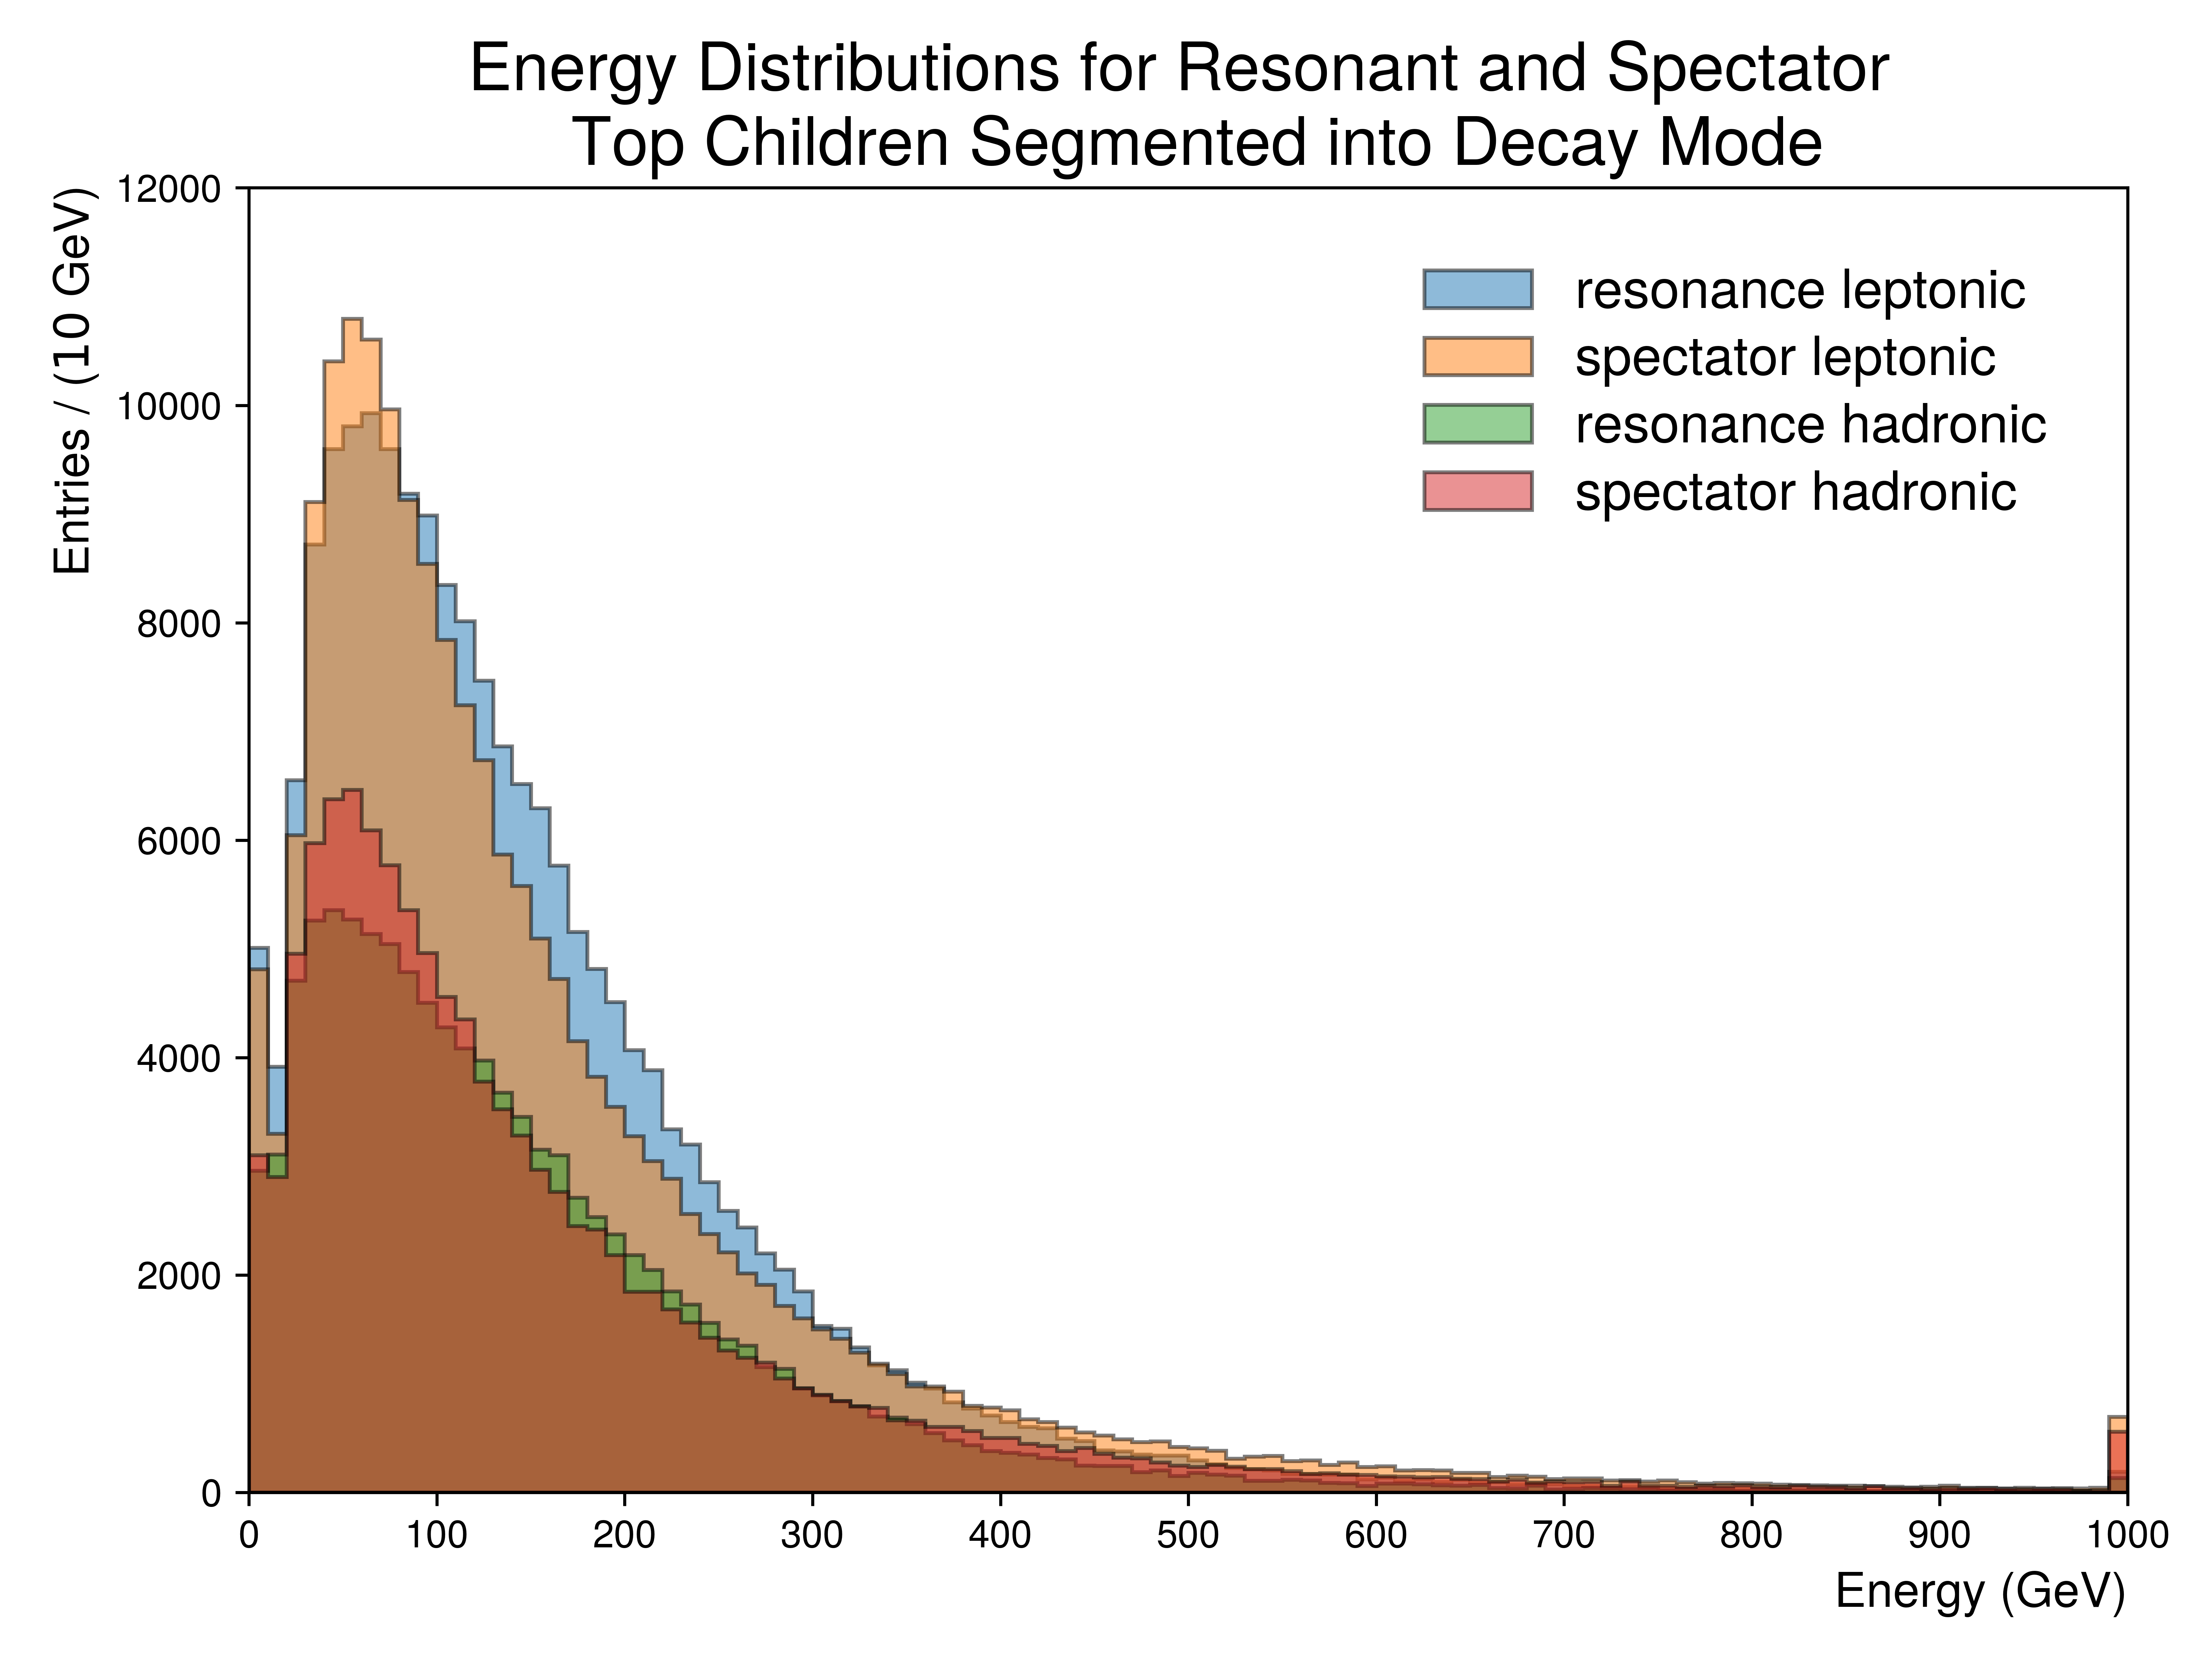 Energy Distributions for Resonant and Spectator
Top Children Segmented into Decay Mode
Entries / (10 GeV)
12000
10000
8000
6000
4000
2000
0
resonance leptonic
spectator leptonic
resonance hadronic
spectator hadronic
0 100 200 300 400 500 600 700 800 900 1000
Energy (GeV)